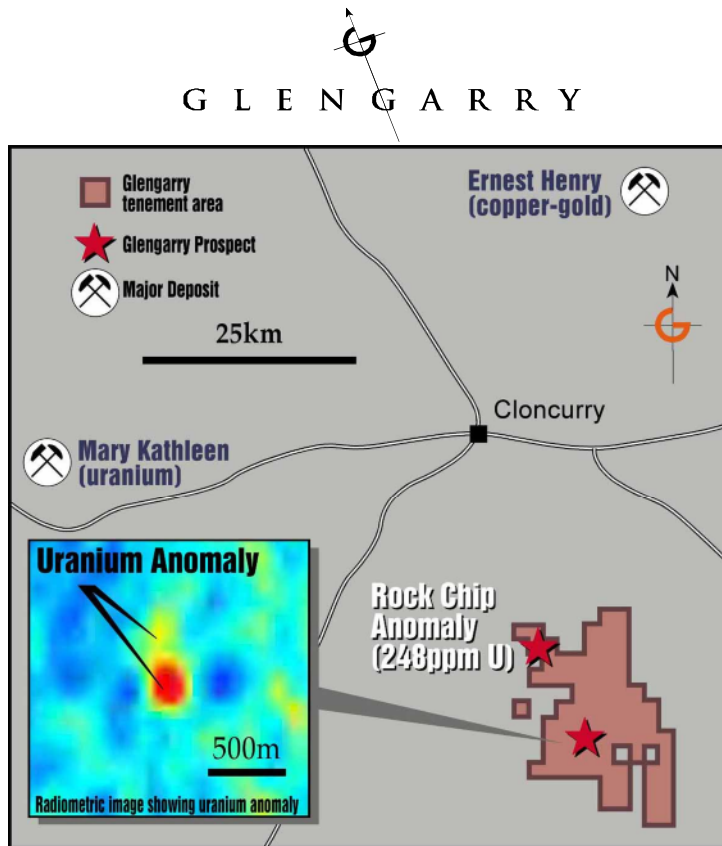 GLENGARRY
Glengarry
tenement area
Glengarry Prospect
Major Deposit
25km
Ernest Henry
(copper-gold)
N
Cloncurry
Mary Kathleen
(uranium)
Uranium Anomaly
500m
Radiometric image showing uranium anomaly
Rock Chip
Anomaly
(248ppm U)